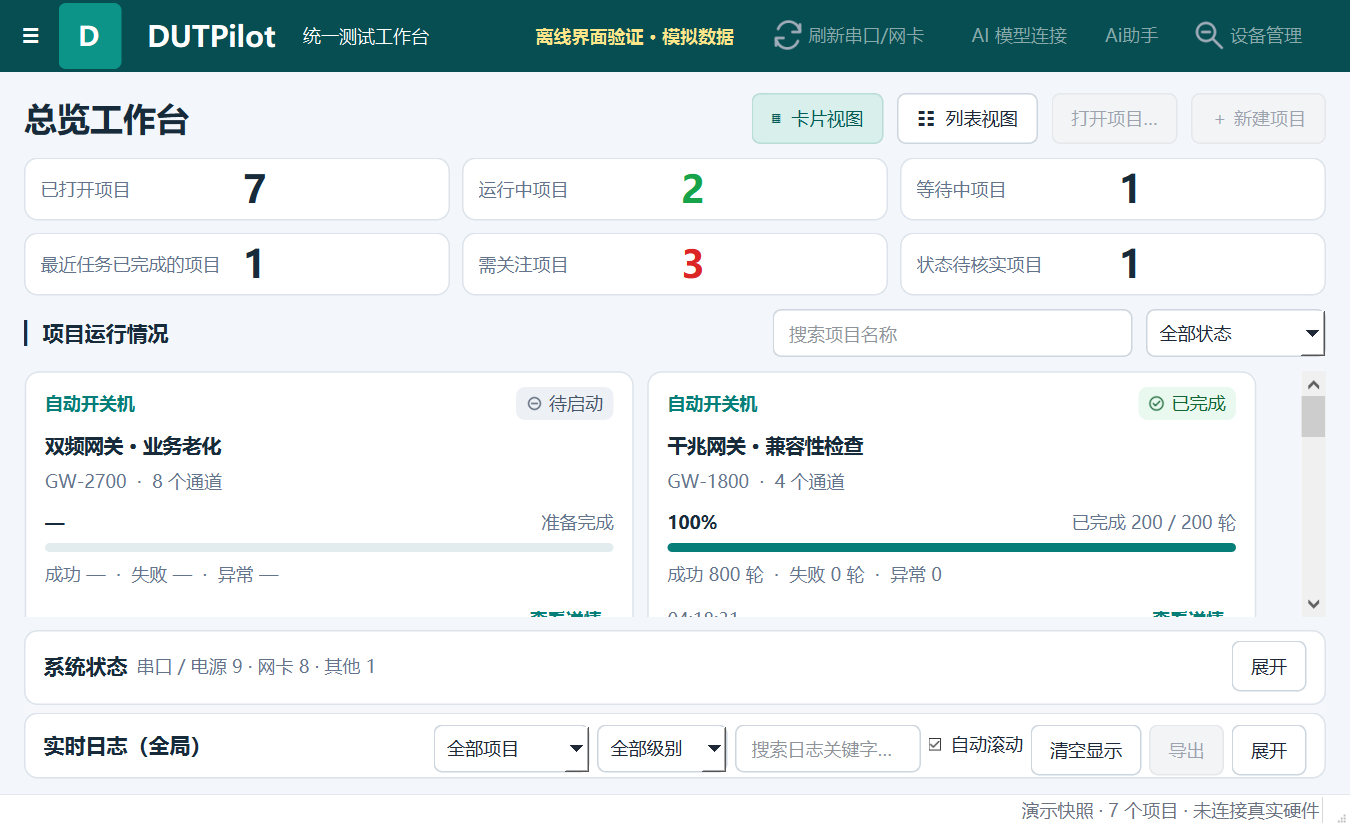 ☰ D DUTPilot 统一测试工作台 离线界面验证 • 模拟数据 刷新串口/网卡 AI 模型连接 Ai助手 设备管理
总览工作台 卡片视图 列表视图 打开项目... + 新建项目
已打开项目 7 运行中项目 2 等待中项目 1
最近任务已完成的项目 1 需关注项目 3 状态待核实项目 1
项目运行情况 搜索项目名称 全部状态
自动开关机 待启动
双频网关 • 业务老化
GW-2700 · 8 个通道
— 准备完成
成功 — · 失败 — · 异常 —
查看详情
自动开关机 已完成
千兆网关 • 兼容性检查
GW-1800 · 4 个通道
100% 已完成 200 / 200 轮
成功 800 轮 · 失败 0 轮 · 异常 0
查看详情
系统状态 串口 / 电源 9 · 网卡 8 · 其他 1 展开
实时日志（全局） 全部项目 全部级别 搜索日志关键字... 自动滚动 清空显示 导出 展开
演示快照 · 7 个项目 · 未连接真实硬件